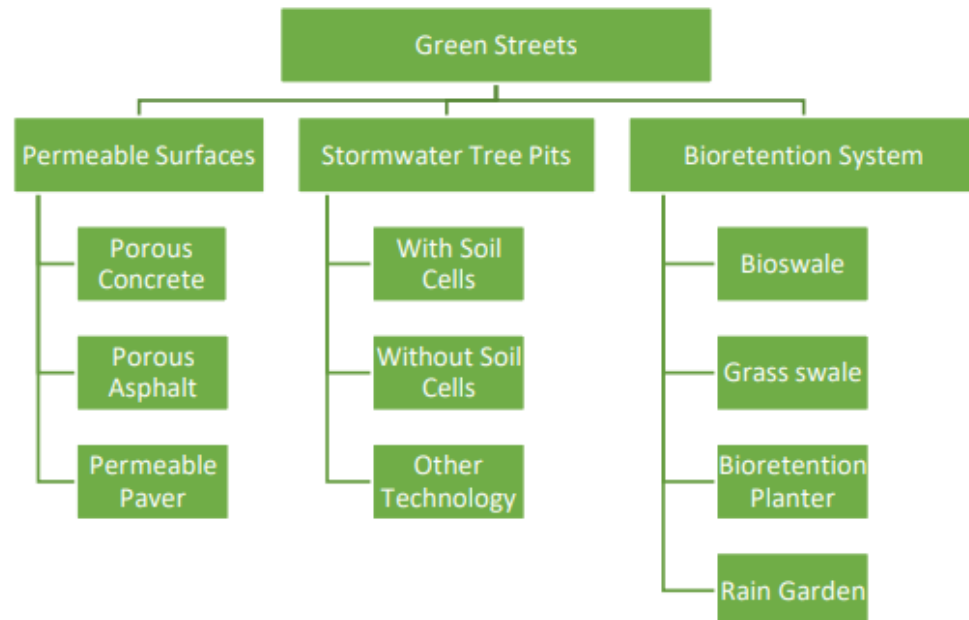 Green Streets
Permeable Surfaces
Stormwater Tree Pits
Bioretention System
Porous
Concrete
Porous
Asphalt
Permeable
Paver
With Soil
Cells
Without Soil
Cells
Other
Technology
Bioswale
Grass swale
Bioretention
Planter
Rain Garden